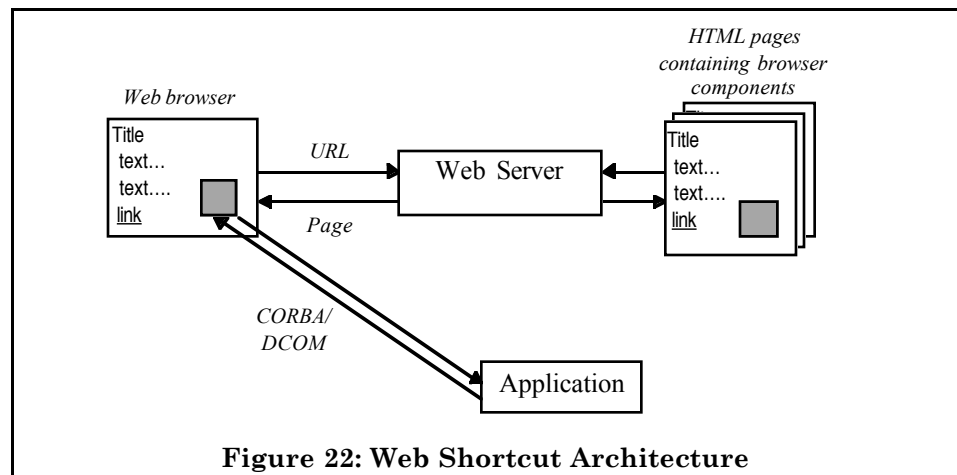 HTML pages
containing browser
components
Web browser
Title
text…
text….
link
URL
Page
Web Server
Title
text…
text….
link
CORBA/
DCOM
Application
Figure 22: Web Shortcut Architecture